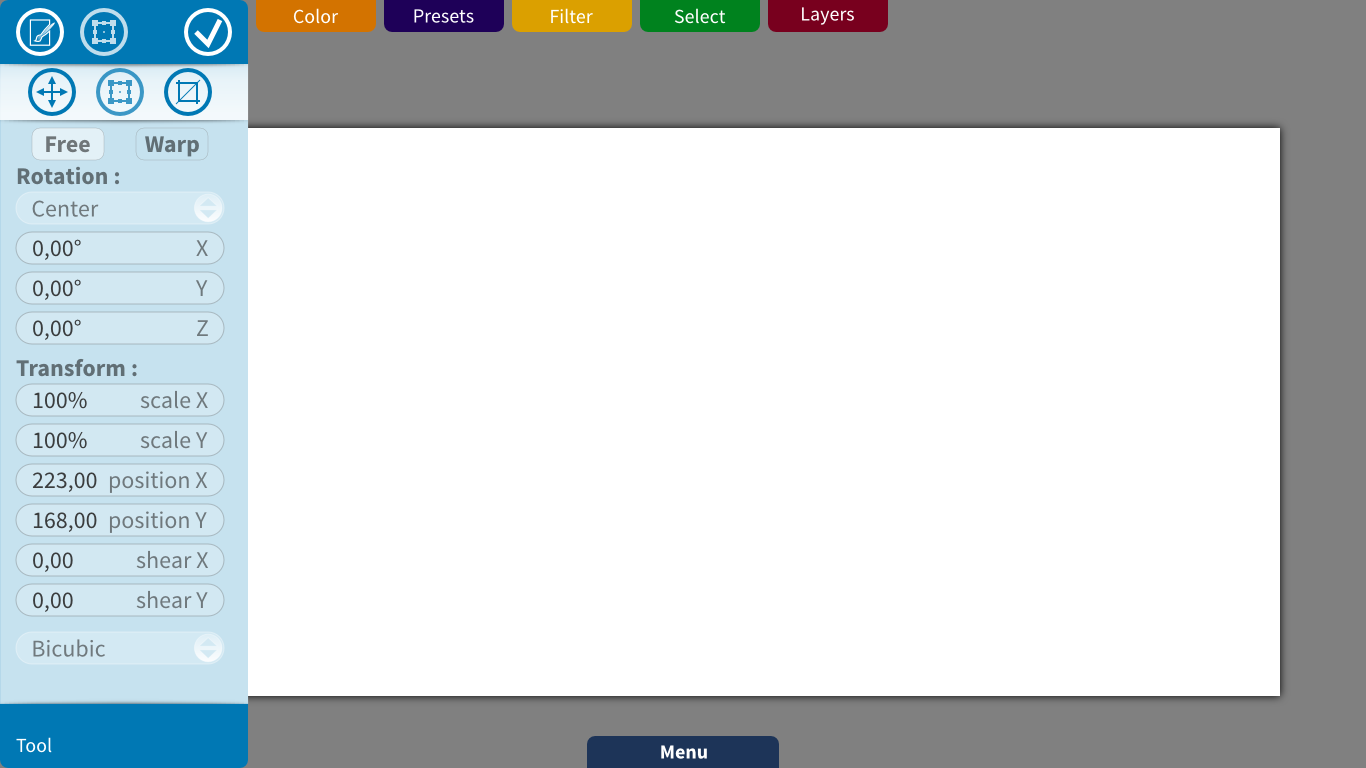 Color Presets Filter Select Layers
Free Warp
Rotation :
Center
0,00° X
0,00° Y
0,00° Z
Transform :
100% scale X
100% scale Y
223,00 position X
168,00 position Y
0,00 shear X
0,00 shear Y
Bicubic
Tool
Menu